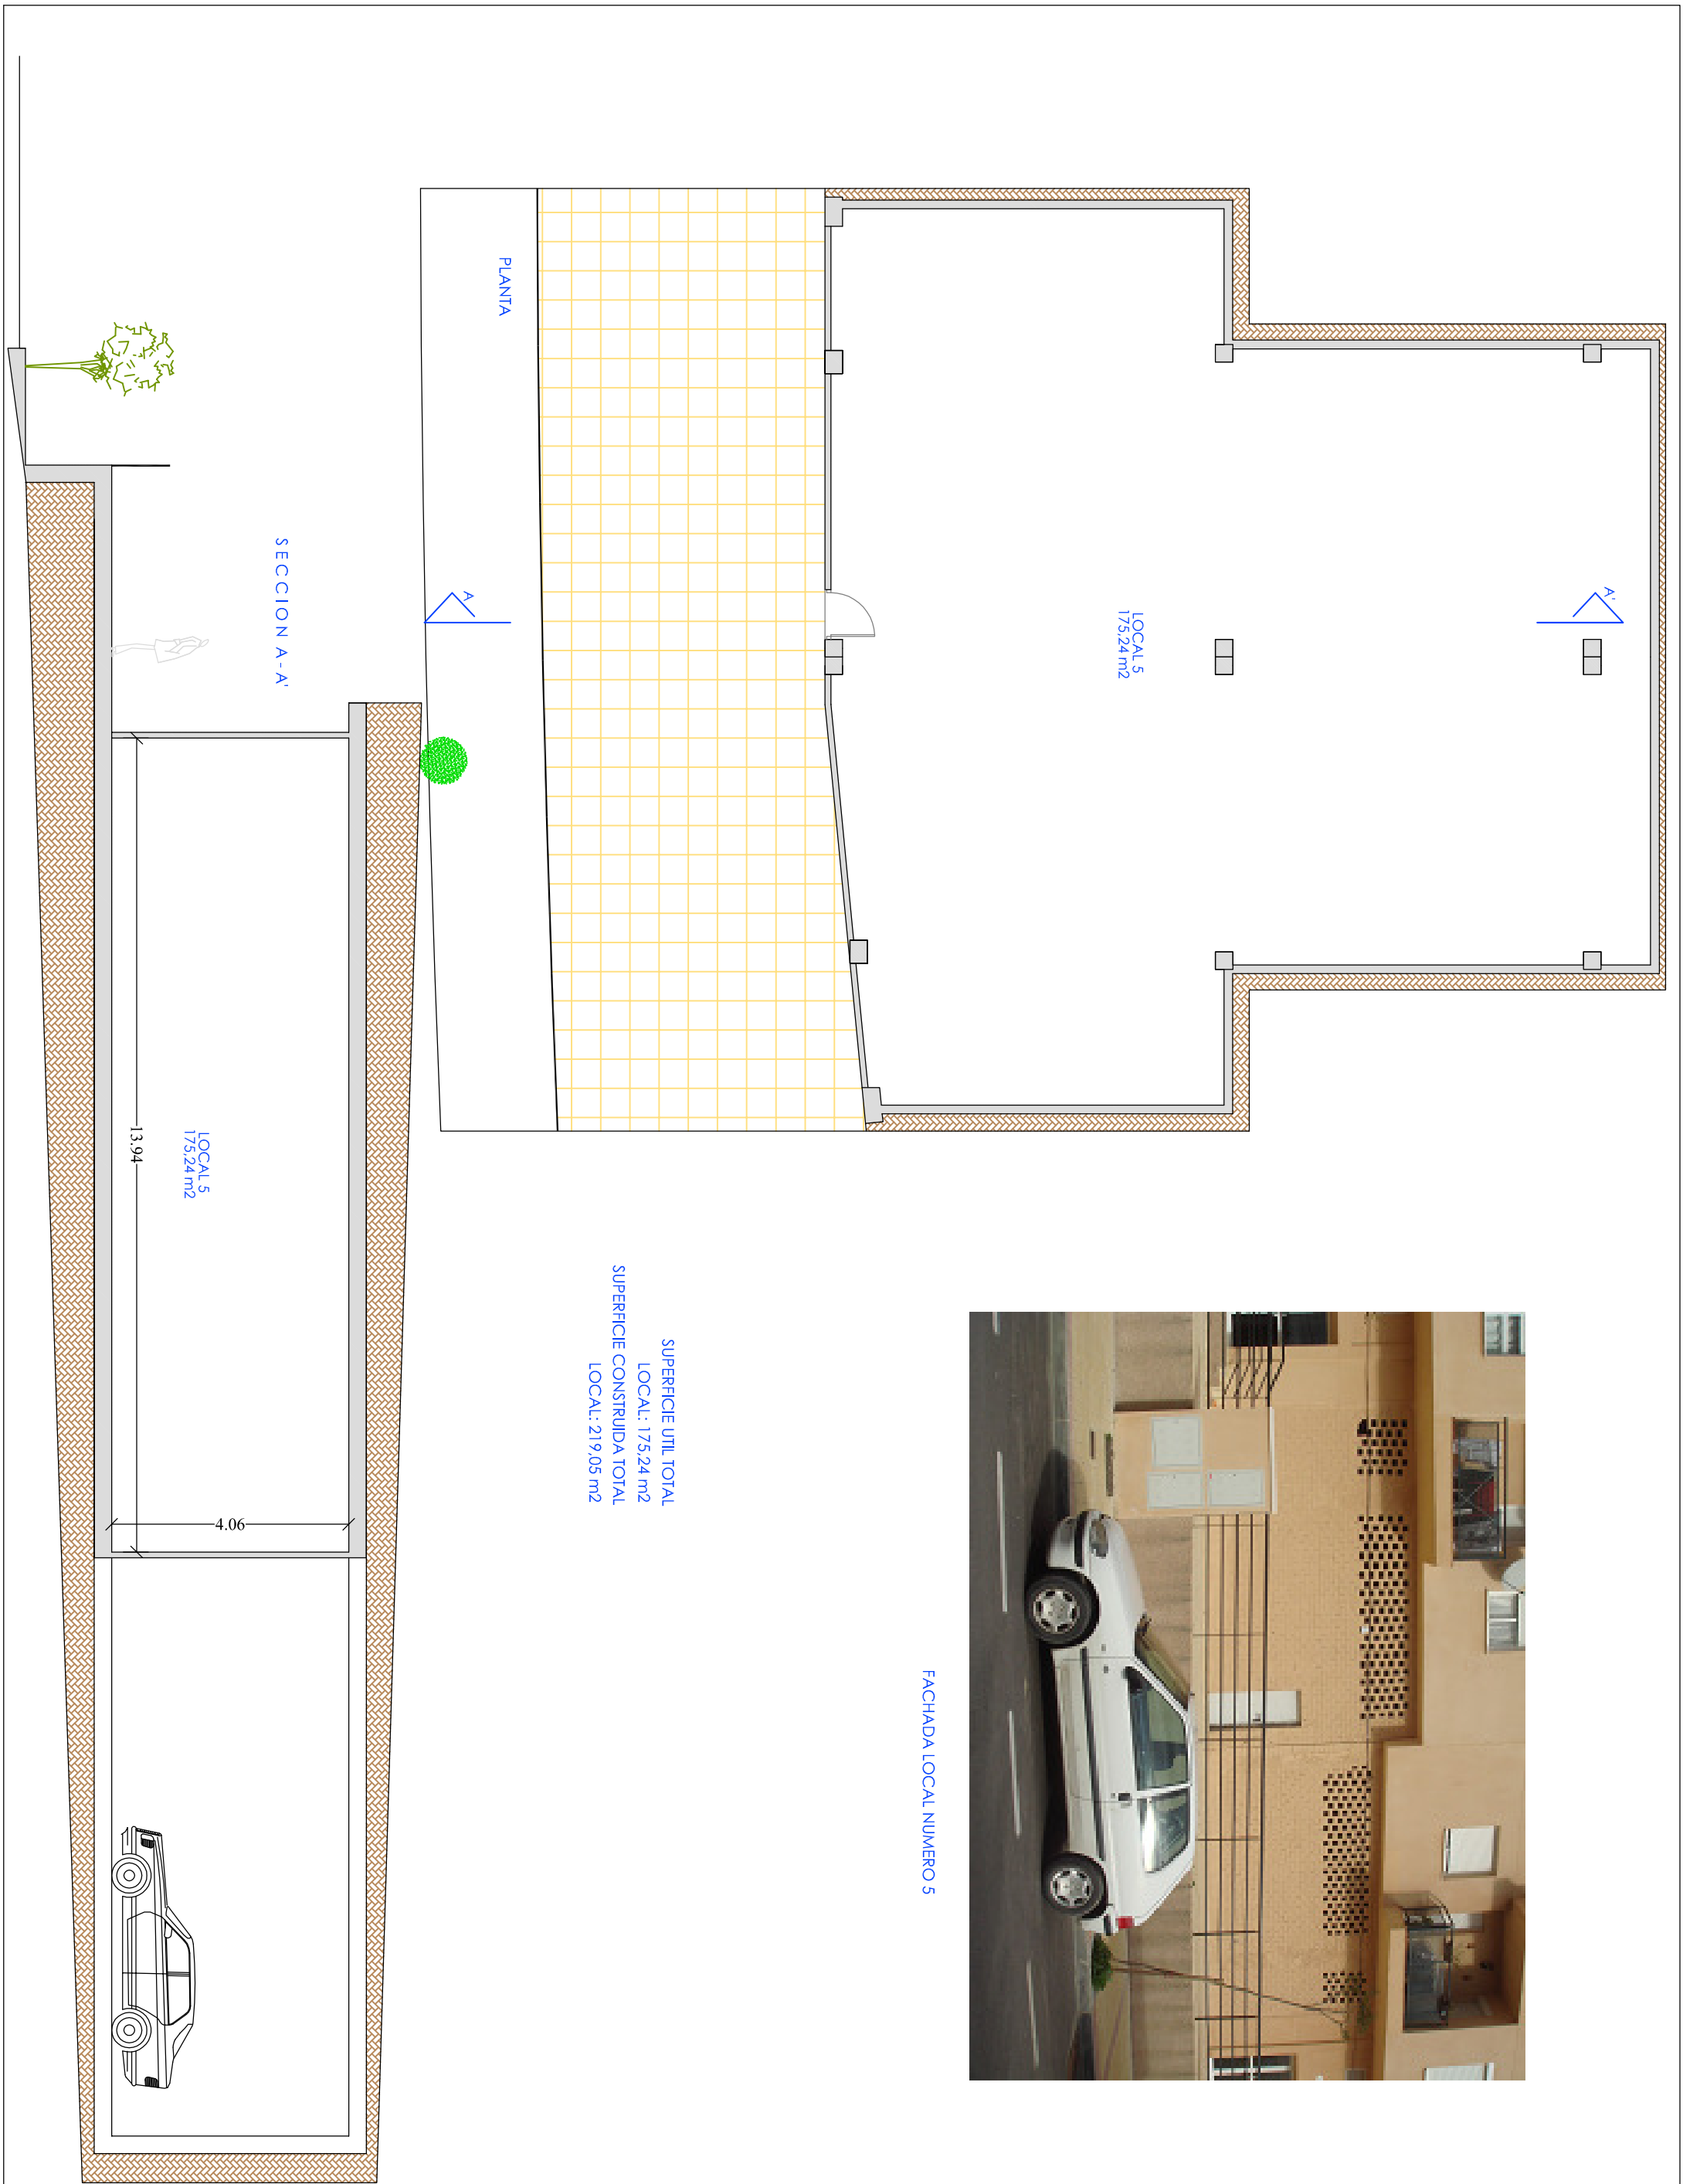 A'
LOCAL 5
175,24 m2
A
PLANTA
FACHADA LOCAL NUMERO 5
SUPERFICIE UTIL TOTAL
LOCAL: 175,24 m2
SUPERFICIE CONSTRUIDA TOTAL
LOCAL: 219,05 m2
SECCION A-A'
LOCAL 5
175,24 m2
13.94
4.06